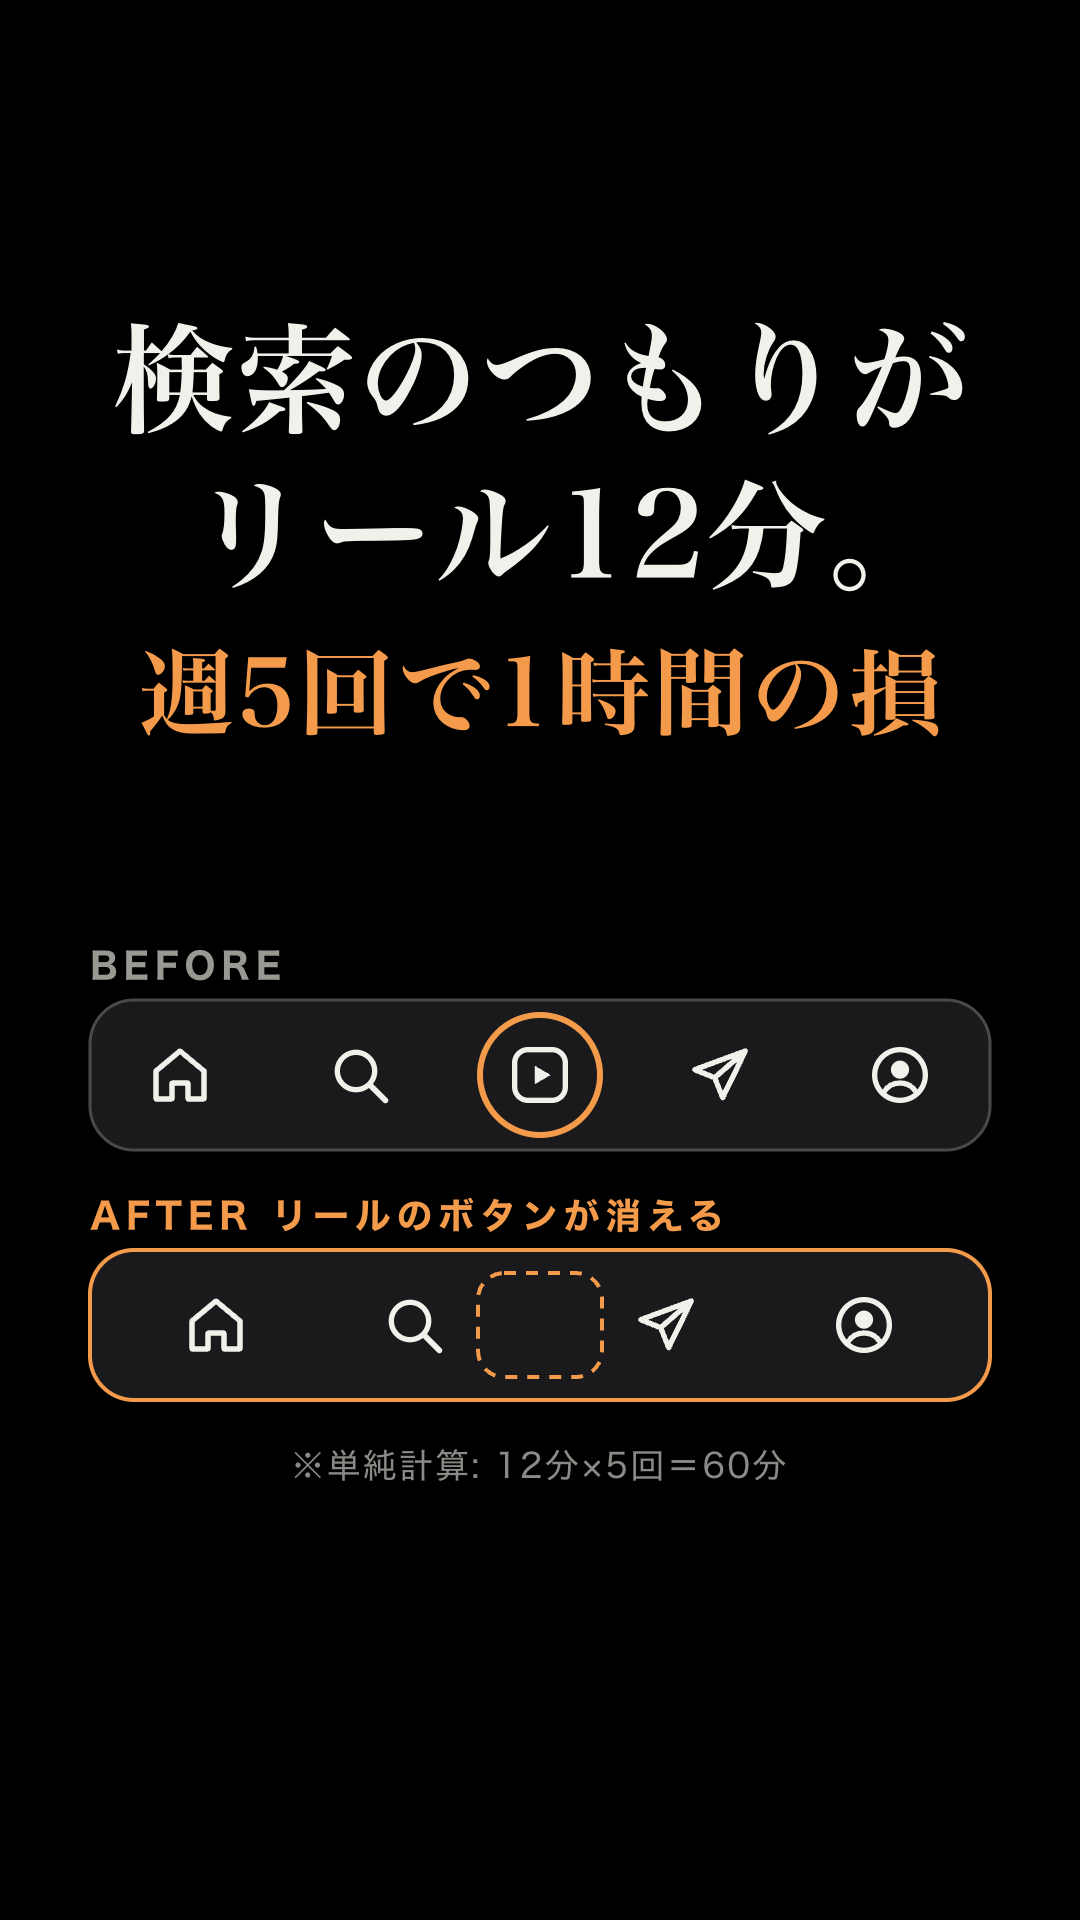 検索のつもりが
リール12分。
週5回で1時間の損
BEFORE
AFTER リールのボタンが消える
※単純計算: 12分×5回＝60分